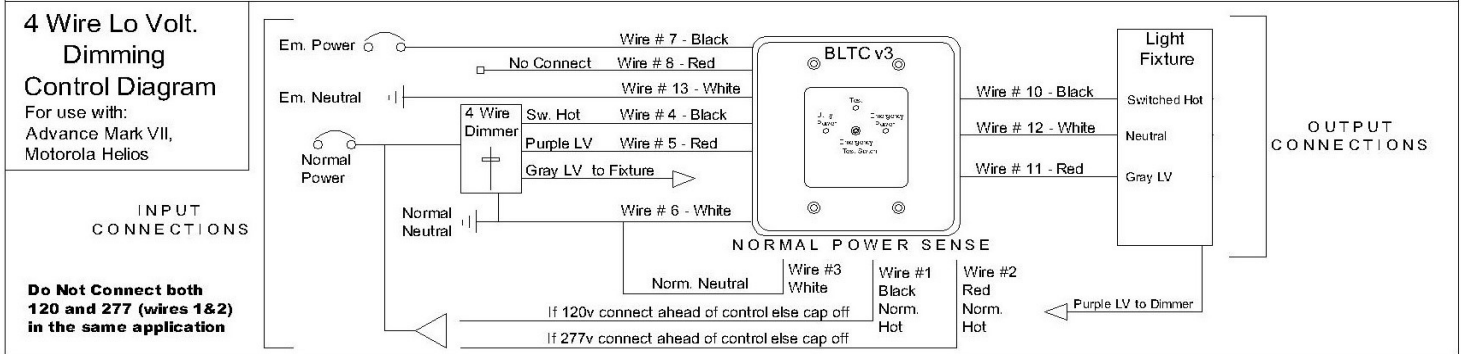 4 Wire Lo Volt.
Dimming
Control Diagram
For use with:
Advance Mark VII,
Motorola Helios
INPUT
CONNECTIONS
Do Not Connect both
120 and 277 (wires 1&2)
in the same application
Em. Power
Wire # 7 - Black
No Connect
Wire # 8 - Red
Em. Neutral
Wire # 13 - White
4 Wire
Dimmer
Sw. Hot
Wire # 4 - Black
Purple LV
Wire # 5 - Red
Gray LV to Fixture
Normal
Power
Normal
Neutral
Wire # 6 - White
BLTC v3
Emergency
Power
Emergency
NORMAL POWER SENSE
Norm. Neutral
Wire #3
White
Wire #1
Black
Norm.
Hot
Wire #2
Red
Norm.
Hot
If 120v connect ahead of control else cap off
If 277v connect ahead of control else cap off
Wire # 10 - Black
Wire # 12 - White
Wire # 11 - Red
Light
Fixture
Switched Hot
Neutral
Gray LV
Purple LV to Dimmer
OUTPUT
CONNECTIONS